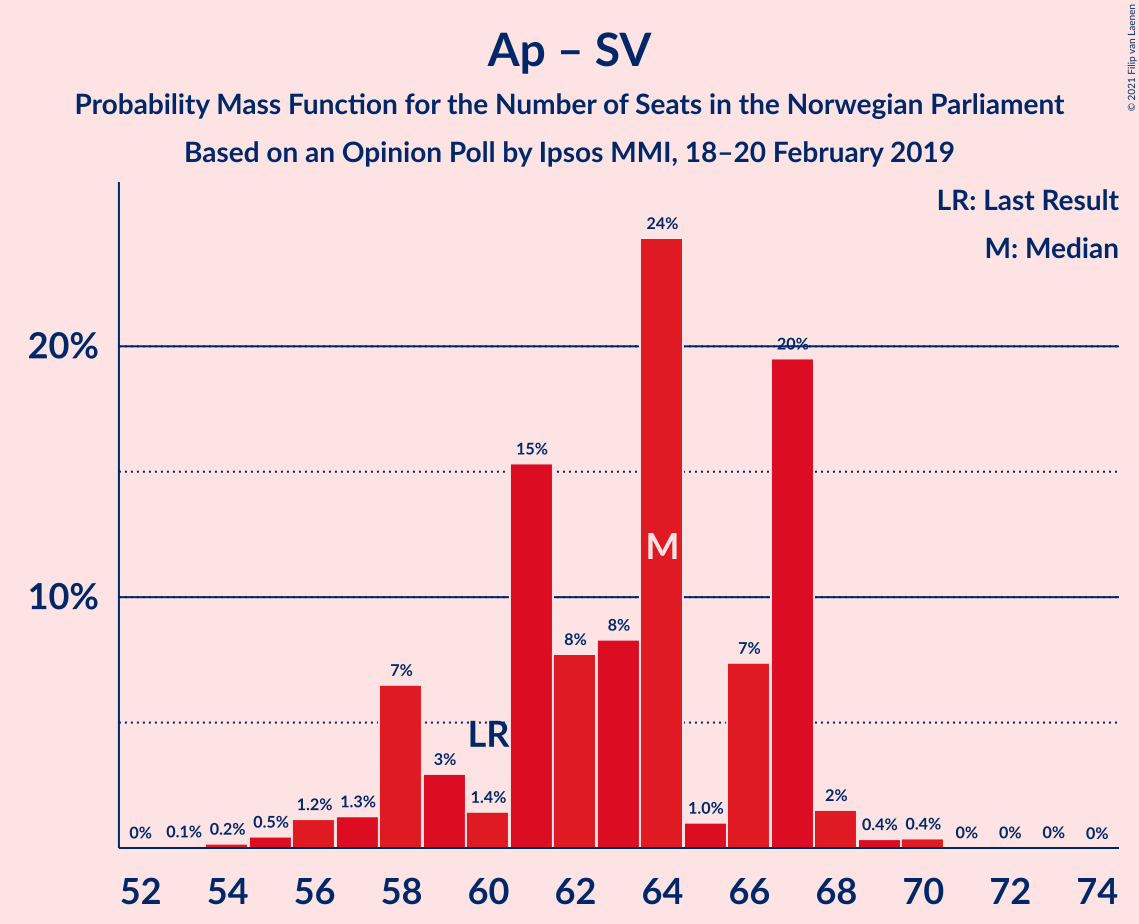 Ap – SV
Probability Mass Function for the Number of Seats in the Norwegian Parliament
Based on an Opinion Poll by Ipsos MMI, 18–20 February 2019
© 2021 Filip van Laenen
LR: Last Result
M: Median
20%
10%
0% 0.1% 0.2% 0.5% 1.2% 1.3% 7% 3% 1.4% 15% 8% 8% 24% 1.0% 7% 20% 2% 0.4% 0.4% 0% 0% 0% 0%
LR
M
52 54 56 58 60 62 64 66 68 70 72 74